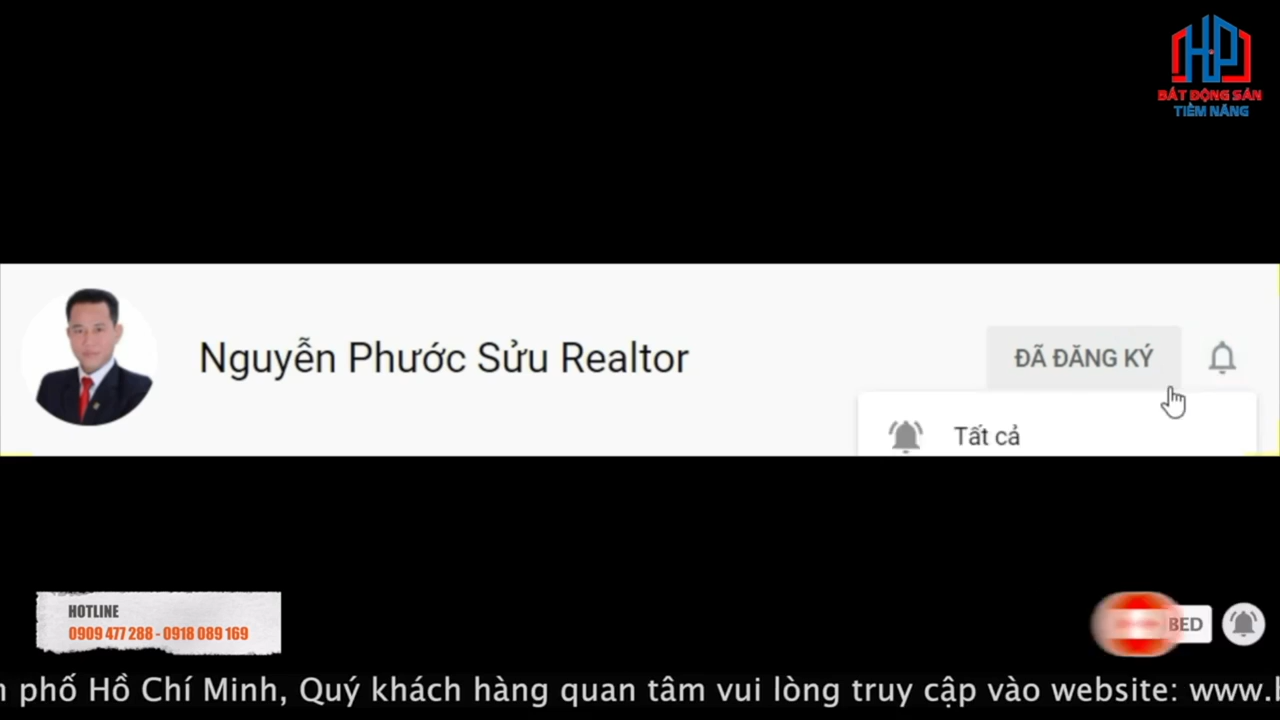 HP
BẤT ĐỘNG SẢN
TIỀM NĂNG
Nguyễn Phước Sửu Realtor
ĐÃ ĐĂNG KÝ
Tất cả
HOTLINE
0909 477 288 - 0918 089 169
BED
phố Hồ Chí Minh, Quý khách hàng quan tâm vui lòng truy cập vào website: www.